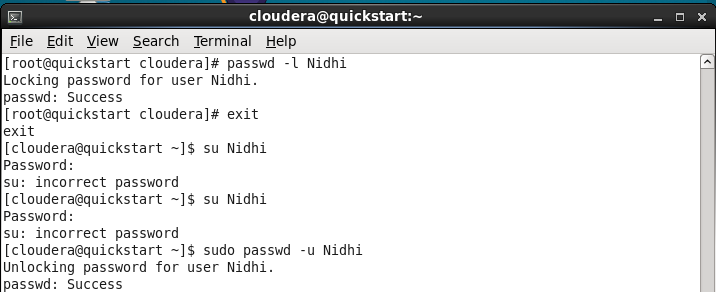 cloudera@quickstart:~
File Edit View Search Terminal Help
[root@quickstart cloudera]# passwd -l Nidhi
Locking password for user Nidhi.
passwd: Success
[root@quickstart cloudera]# exit
exit
[cloudera@quickstart ~]$ su Nidhi
Password:
su: incorrect password
[cloudera@quickstart ~]$ su Nidhi
Password:
su: incorrect password
[cloudera@quickstart ~]$ sudo passwd -u Nidhi
Unlocking password for user Nidhi.
passwd: Success